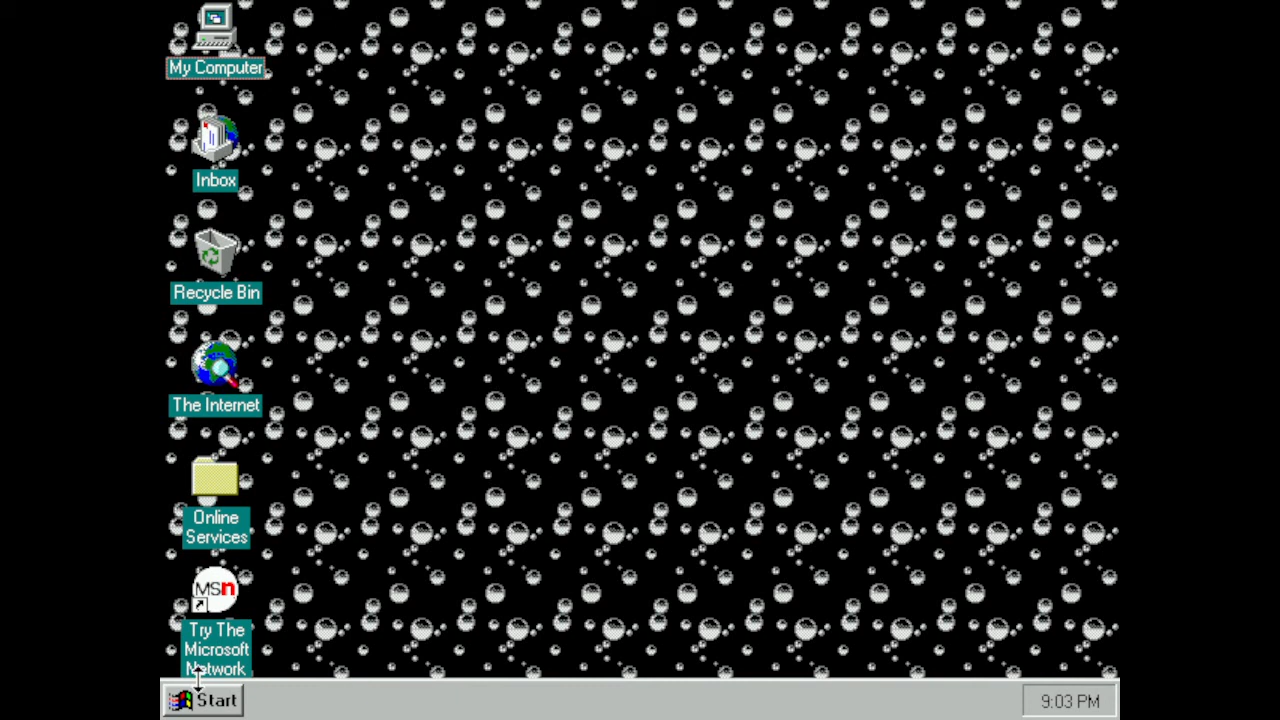 My Computer
Inbox
Recycle Bin
The Internet
Online
Services
MSn
Try The
Microsoft
Network
Start
9:03 PM